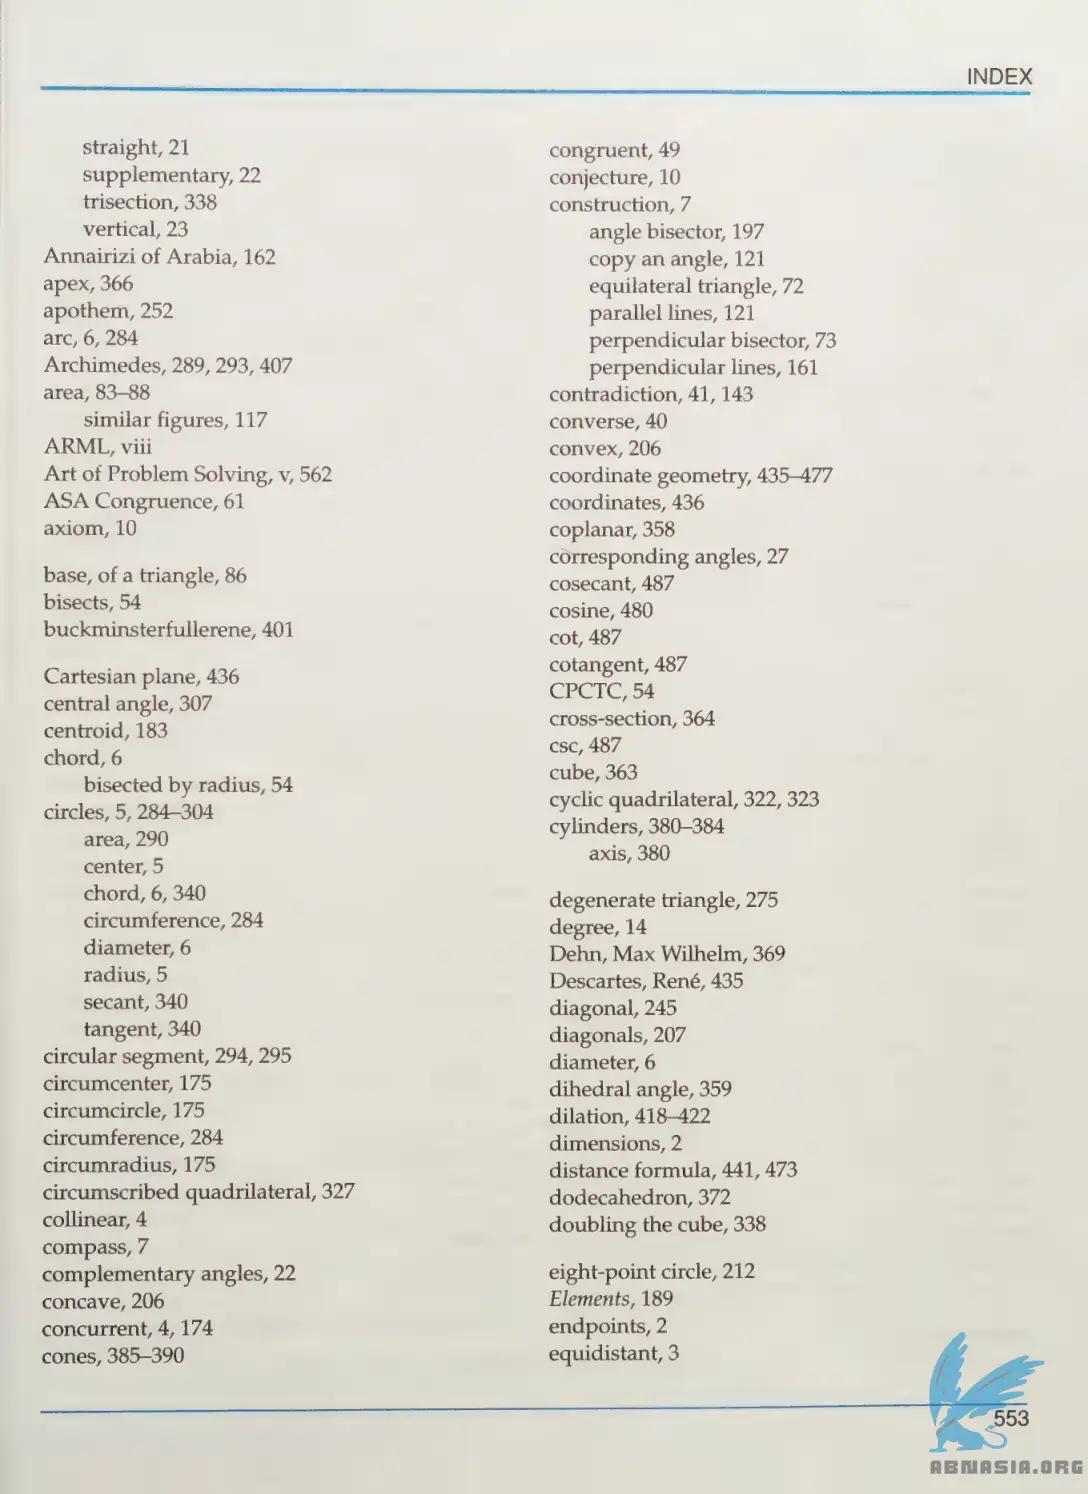 INDEX
straight, 21
supplementary, 22
trisection, 338
vertical, 23
Annairizi of Arabia, 162
apex, 366
apothem, 252
arc, 6, 284
Archimedes, 289, 293, 407
area, 83–88
similar figures, 117
ARML, viii
Art of Problem Solving, v, 562
ASA Congruence, 61
axiom, 10
base, of a triangle, 86
bisects, 54
buckminsterfullerene, 401
Cartesian plane, 436
central angle, 307
centroid, 183
chord, 6
bisected by radius, 54
circles, 5, 284–304
area, 290
center, 5
chord, 6, 340
circumference, 284
diameter, 6
radius, 5
secant, 340
tangent, 340
circular segment, 294, 295
circumcenter, 175
circumcircle, 175
circumference, 284
circumradius, 175
circumscribed quadrilateral, 327
collinear, 4
compass, 7
complementary angles, 22
concave, 206
concurrent, 4, 174
cones, 385–390
congruent, 49
conjecture, 10
construction, 7
angle bisector, 197
copy an angle, 121
equilateral triangle, 72
parallel lines, 121
perpendicular bisector, 73
perpendicular lines, 161
contradiction, 41, 143
converse, 40
convex, 206
coordinate geometry, 435–477
coordinates, 436
coplanar, 358
corresponding angles, 27
cosecant, 487
cosine, 480
cot, 487
cotangent, 487
CPCTC, 54
cross-section, 364
csc, 487
cube, 363
cyclic quadrilateral, 322, 323
cylinders, 380–384
axis, 380
degenerate triangle, 275
degree, 14
Dehn, Max Wilhelm, 369
Descartes, René, 435
diagonal, 245
diagonals, 207
diameter, 6
dihedral angle, 359
dilation, 418–422
dimensions, 2
distance formula, 441, 473
dodecahedron, 372
doubling the cube, 338
eight-point circle, 212
Elements, 189
endpoints, 2
equidistant, 3
553
ABNASIA.ORG